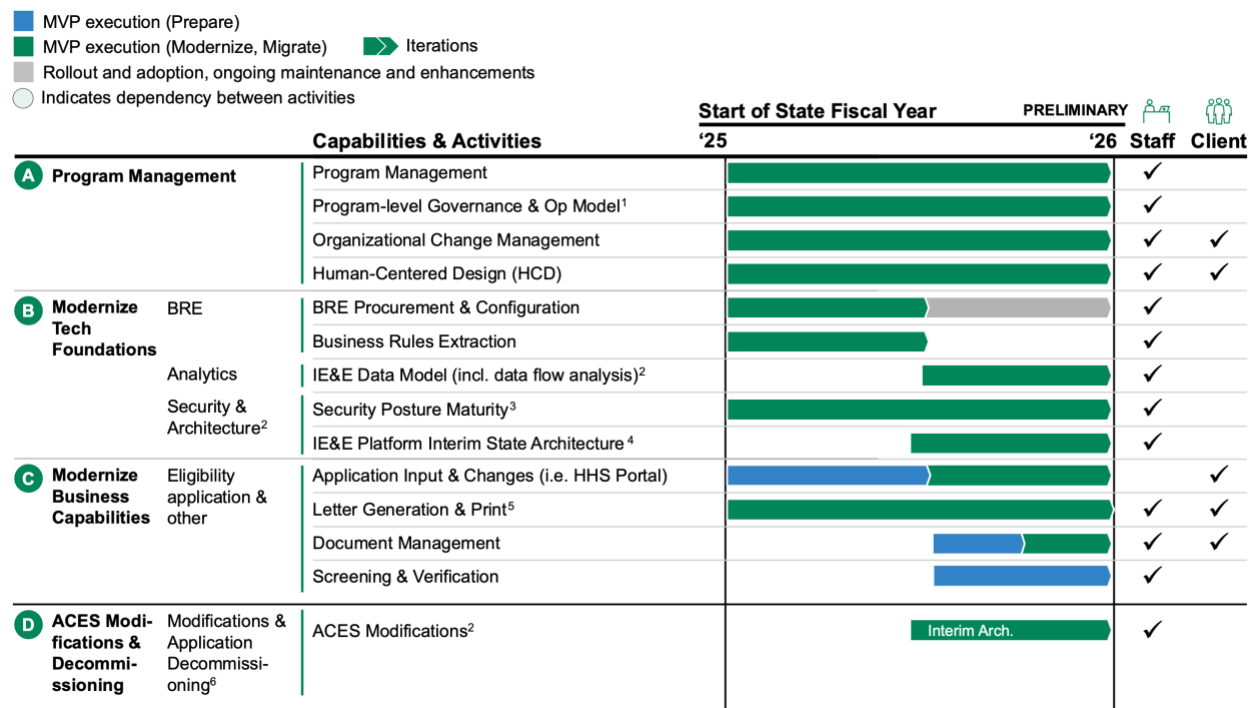 MVP execution (Prepare)
MVP execution (Modernize, Migrate)
Iterations
Rollout and adoption, ongoing maintenance and enhancements
Indicates dependency between activities
Start of State Fiscal Year
PRELIMINARY
Capabilities & Activities
‘25
‘26
Staff
Client
A
Program Management
Program Management
Program-level Governance & Op Model¹
Organizational Change Management
Human-Centered Design (HCD)
B
Modernize
Tech
Foundations
BRE
BRE Procurement & Configuration
Business Rules Extraction
Analytics
IE&E Data Model (incl. data flow analysis)²
Security &
Architecture²
Security Posture Maturity³
IE&E Platform Interim State Architecture ⁴
C
Modernize
Business
Capabilities
Eligibility
application &
other
Application Input & Changes (i.e. HHS Portal)
Letter Generation & Print⁵
Document Management
Screening & Verification
D
ACES Modi-
fications &
Decommi-
ssioning
Modifications &
Application
Decommissi-
oning⁶
ACES Modifications²
Interim Arch.